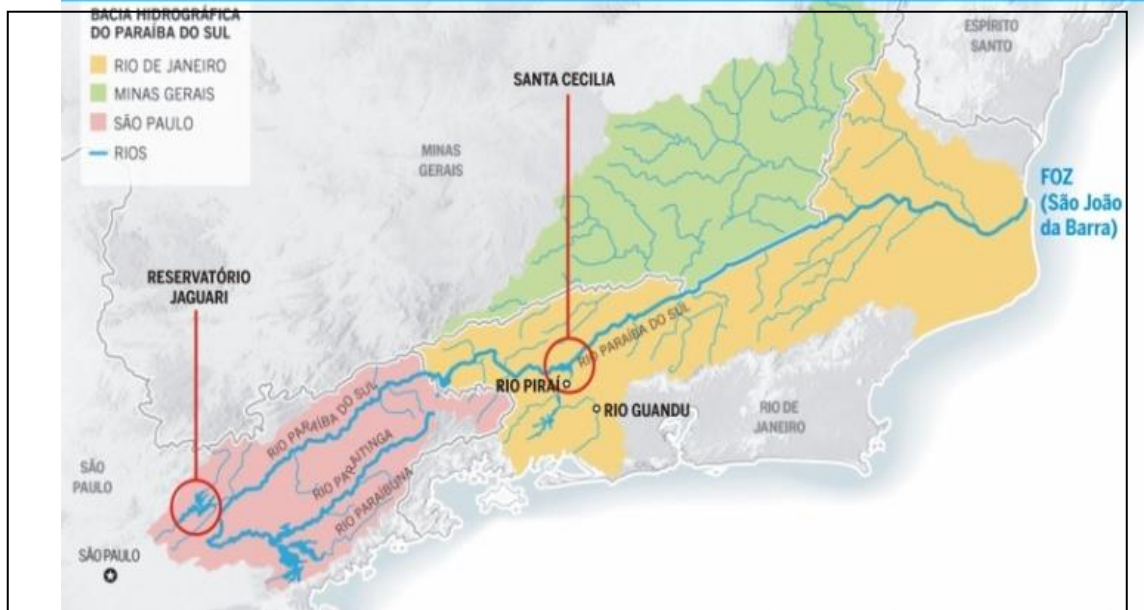 BACIA HIDROGRÁFICA
DO PARAÍBA DO SUL
RIO DE JANEIRO
MINAS GERAIS
SÃO PAULO
RIOS
SANTA CECILIA
ESPÍRITO
SANTO
MINAS
GERAIS
FOZ
(São João
da Barra)
RESERVATÓRIO
JAGUARI
RIO PARAÍBA DO SUL
RIO PIRAÍ
RIO GUANDU
RIO DE
JANEIRO
RIO PARAÍBA DO SUL
RIO PARAITINGA
RIO PARAÍBUNA
SÃO
PAULO
SÃO PAULO